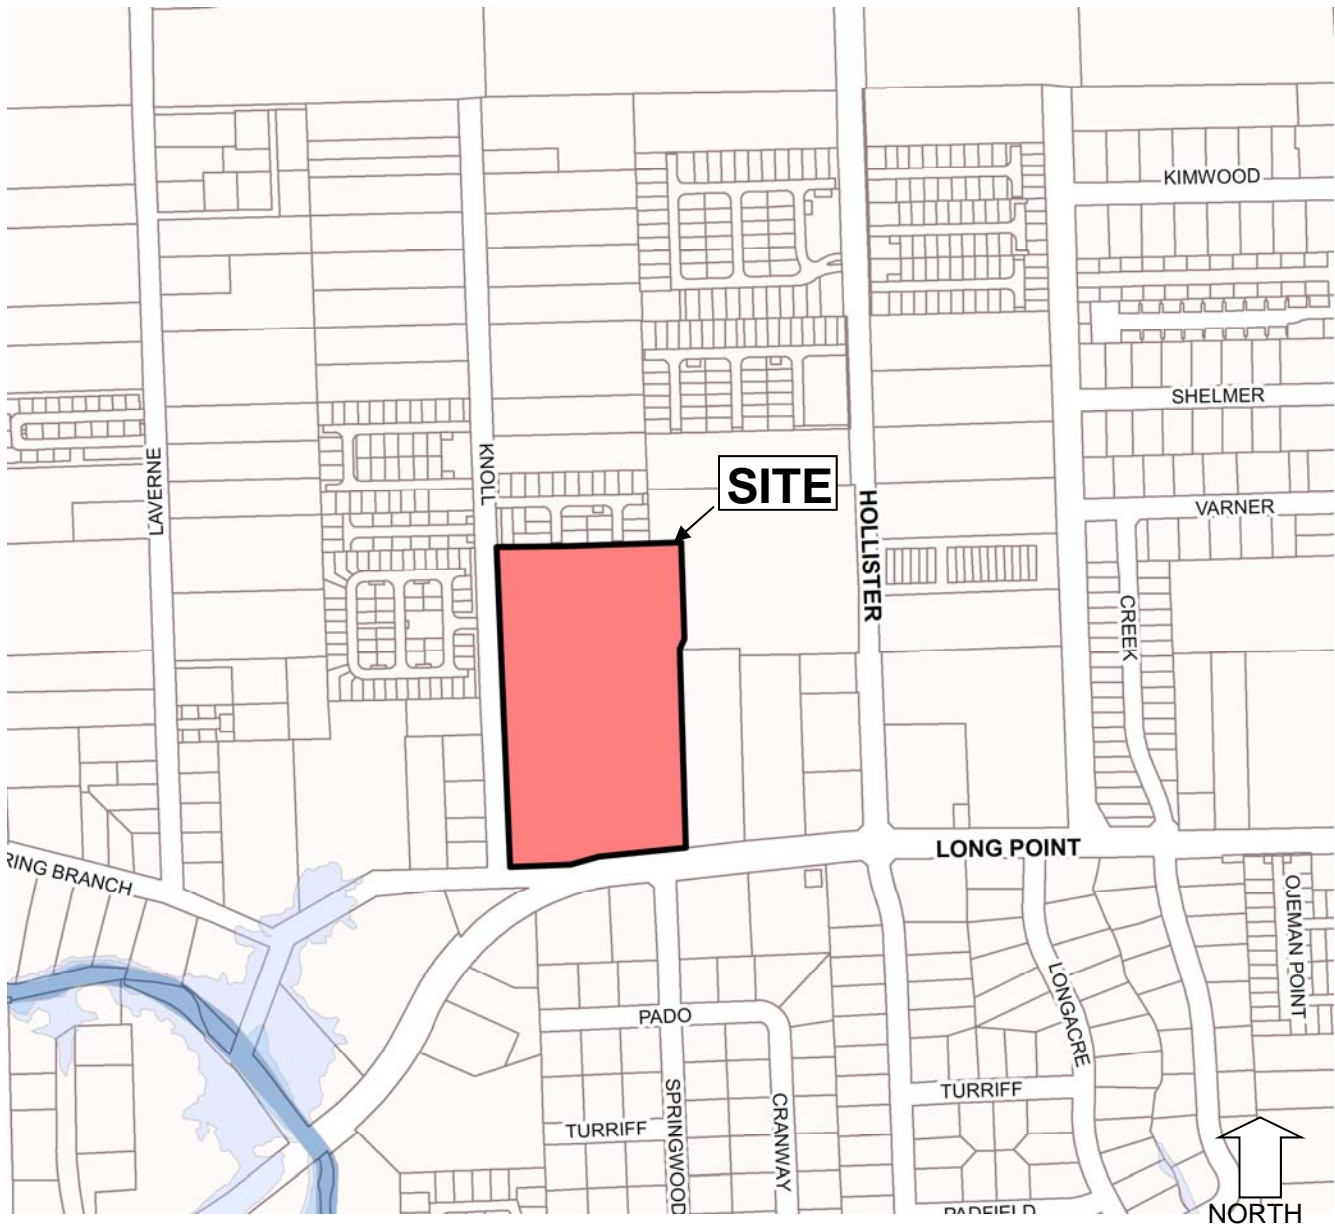 KIMWOOD
SHELMER
KNOLL
LAVERNE
SITE
HOLLISTER
VARNER
CREEK
LONG POINT
RING BRANCH
OJEMAN POINT
LONGACRE
PADO
TURRIFF
SPRINGWOOD
CRANWAY
TURRIFF
PADFIELD
NORTH